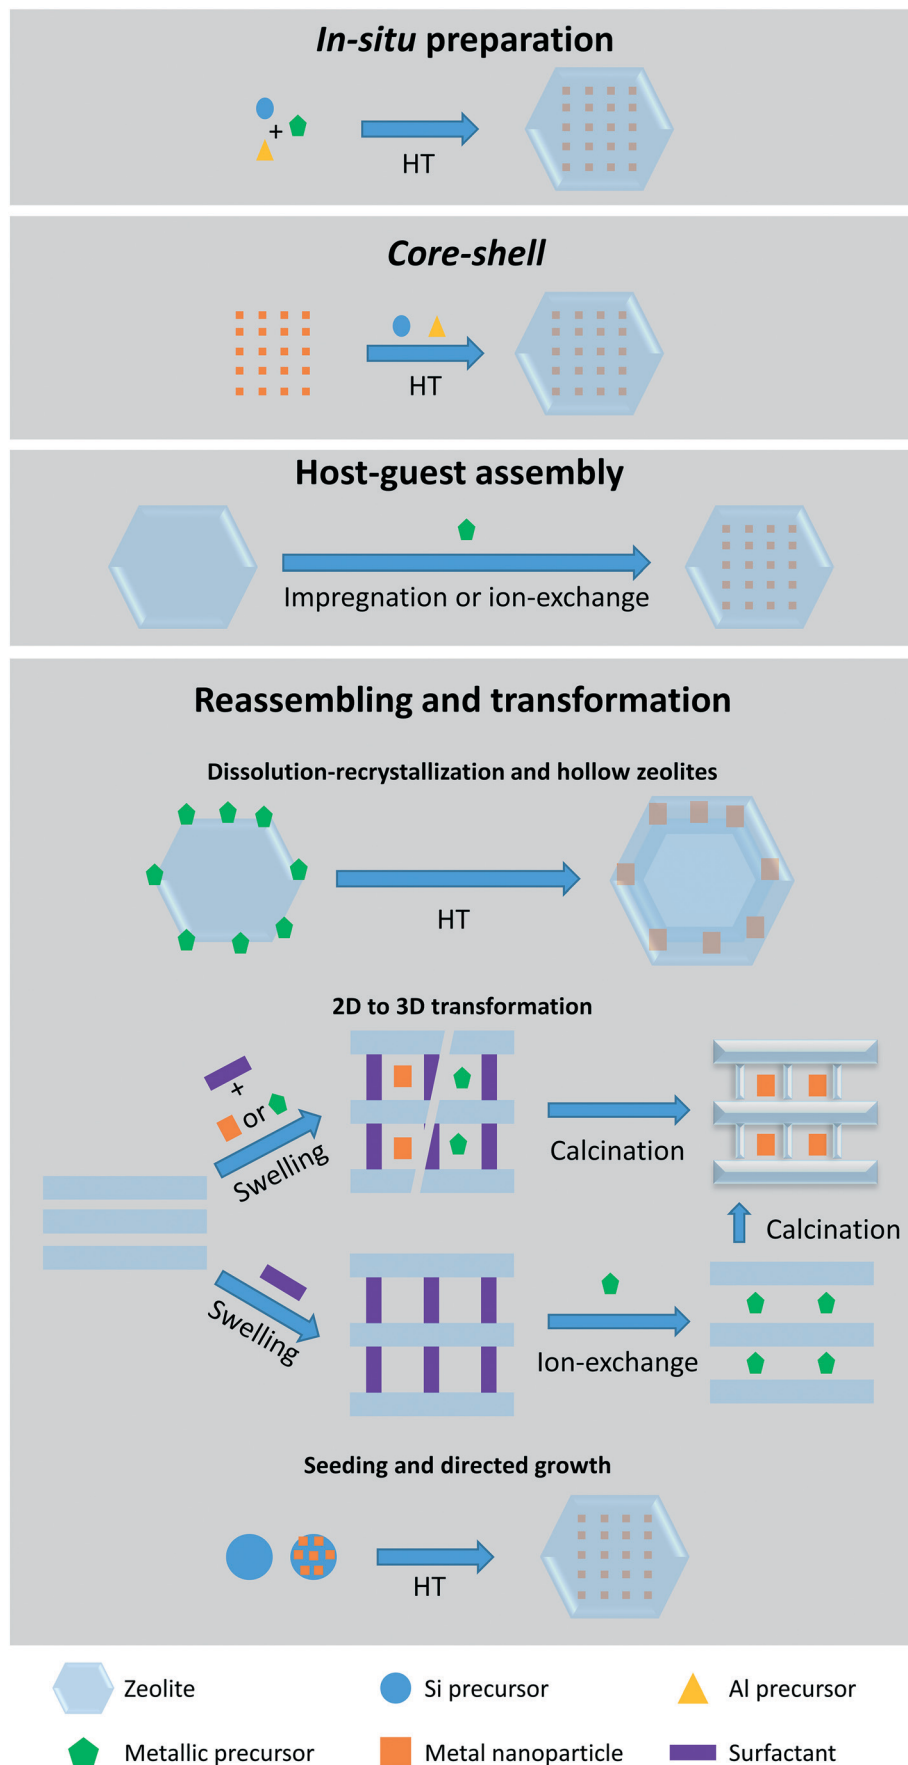 In-situ preparation
+
HT
Core-shell
HT
Host-guest assembly
Impregnation or ion-exchange
Reassembling and transformation
Dissolution-recrystallization and hollow zeolites
HT
2D to 3D transformation
+
or
Swelling
Calcination
Calcination
Swelling
Ion-exchange
Seeding and directed growth
HT
Zeolite
Si precursor
Al precursor
Metallic precursor
Metal nanoparticle
Surfactant